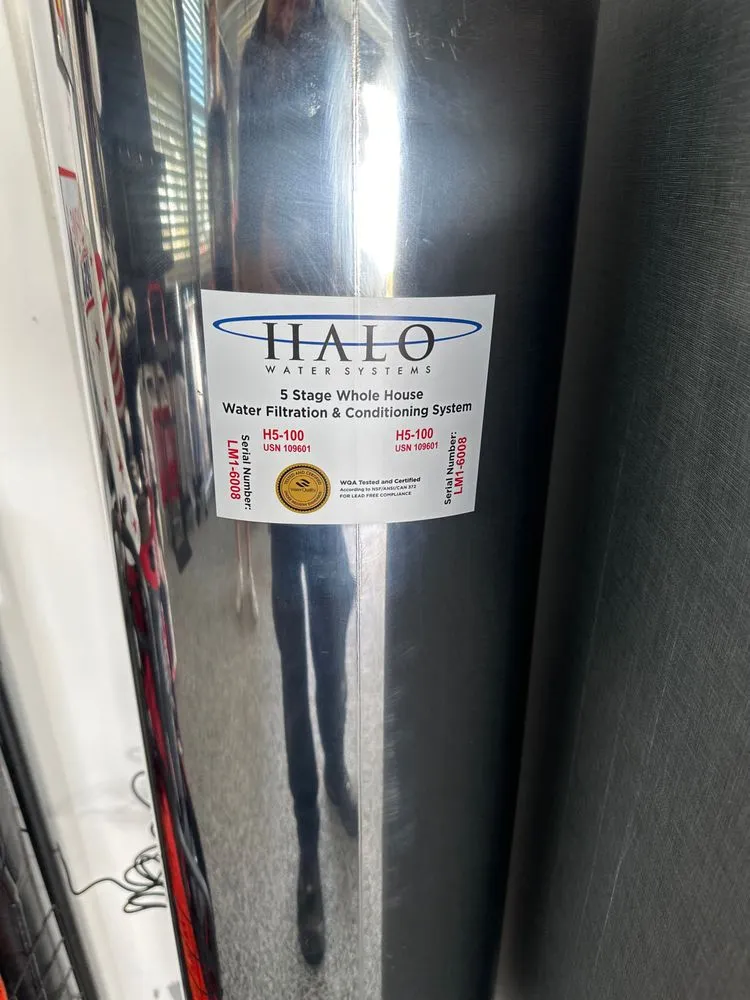 HALO
WATER SYSTEMS
5 Stage Whole House
Water Filtration & Conditioning System
H5-100
USN 109601
H5-100
USN 109601
Serial Number:
LM1-6008
WQA Tested and Certified
According to NSF/ANSI/CAN 372
FOR LEAD FREE COMPLIANCE
Serial Number:
LM1-6008